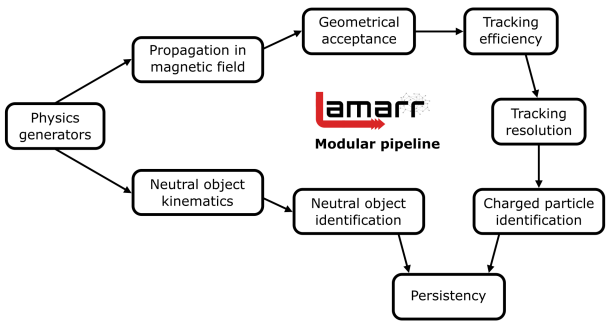 Geometrical
acceptance
Tracking
efficiency
Propagation in
magnetic field
Physics
generators
Lamarr
Modular pipeline
Tracking
resolution
Neutral object
kinematics
Neutral object
identification
Charged particle
identification
Persistency